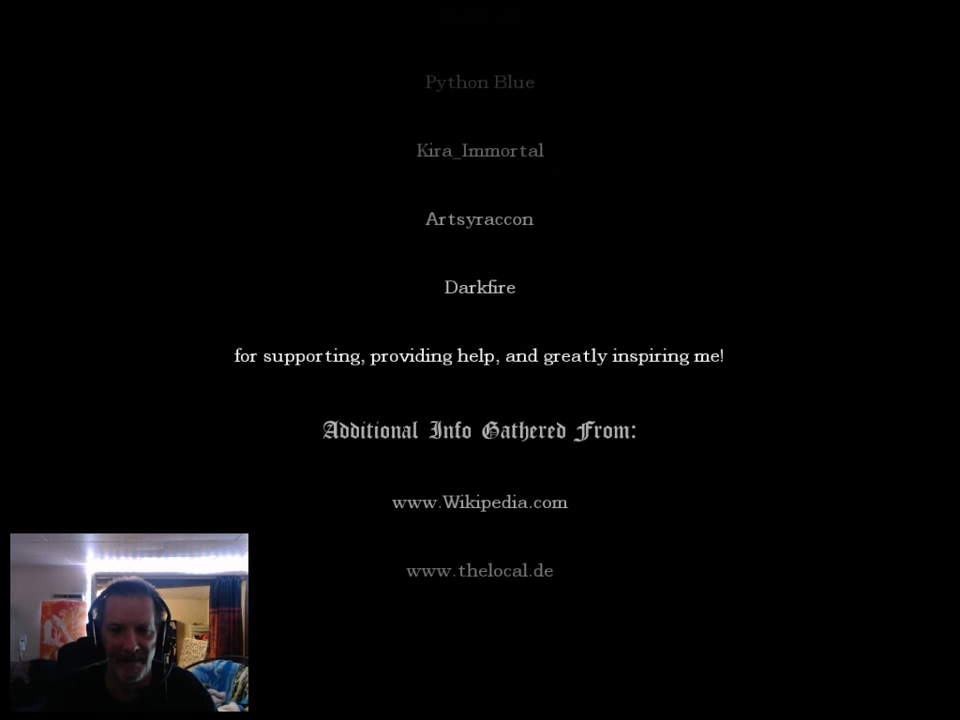 Python Blue
Kira_Immortal
Artsyraccon
Darkfire
for supporting, providing help, and greatly inspiring me!
Additional Info Gathered From:
www.Wikipedia.com
www.thelocal.de